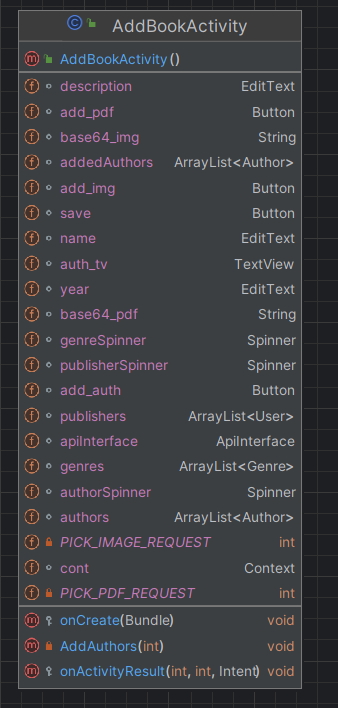 AddBookActivity
AddBookActivity()
description EditText
add_pdf Button
base64_img String
addedAuthors ArrayList<Author>
add_img Button
save Button
name EditText
auth_tv TextView
year EditText
base64_pdf String
genreSpinner Spinner
publisherSpinner Spinner
add_auth Button
publishers ArrayList<User>
apiInterface ApiInterface
genres ArrayList<Genre>
authorSpinner Spinner
authors ArrayList<Author>
PICK_IMAGE_REQUEST int
cont Context
PICK_PDF_REQUEST int
onCreate(Bundle) void
AddAuthors(int) void
onActivityResult(int, int, Intent) void